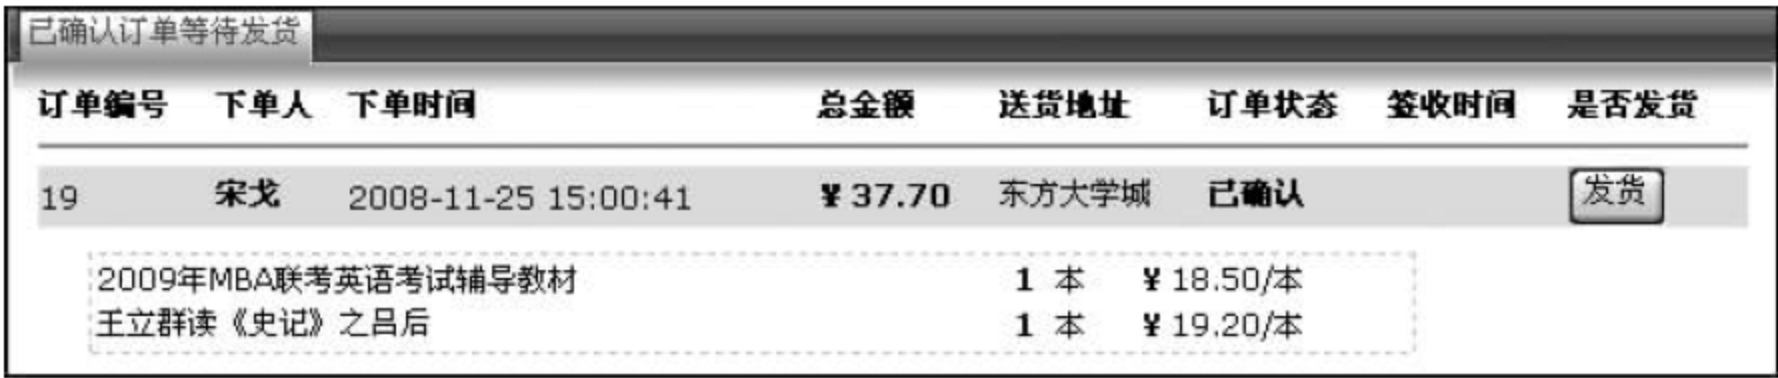 已确认订单等待发货
订单编号 下单人 下单时间 总金额 送货地址 订单状态 签收时间 是否发货
19 宋戈 2008-11-25 15:00:41 ¥37.70 东方大学城 已确认 发货
2009年MBA联考英语考试辅导教材 1 本 ¥18.50/本
王立群读《史记》之吕后 1 本 ¥19.20/本